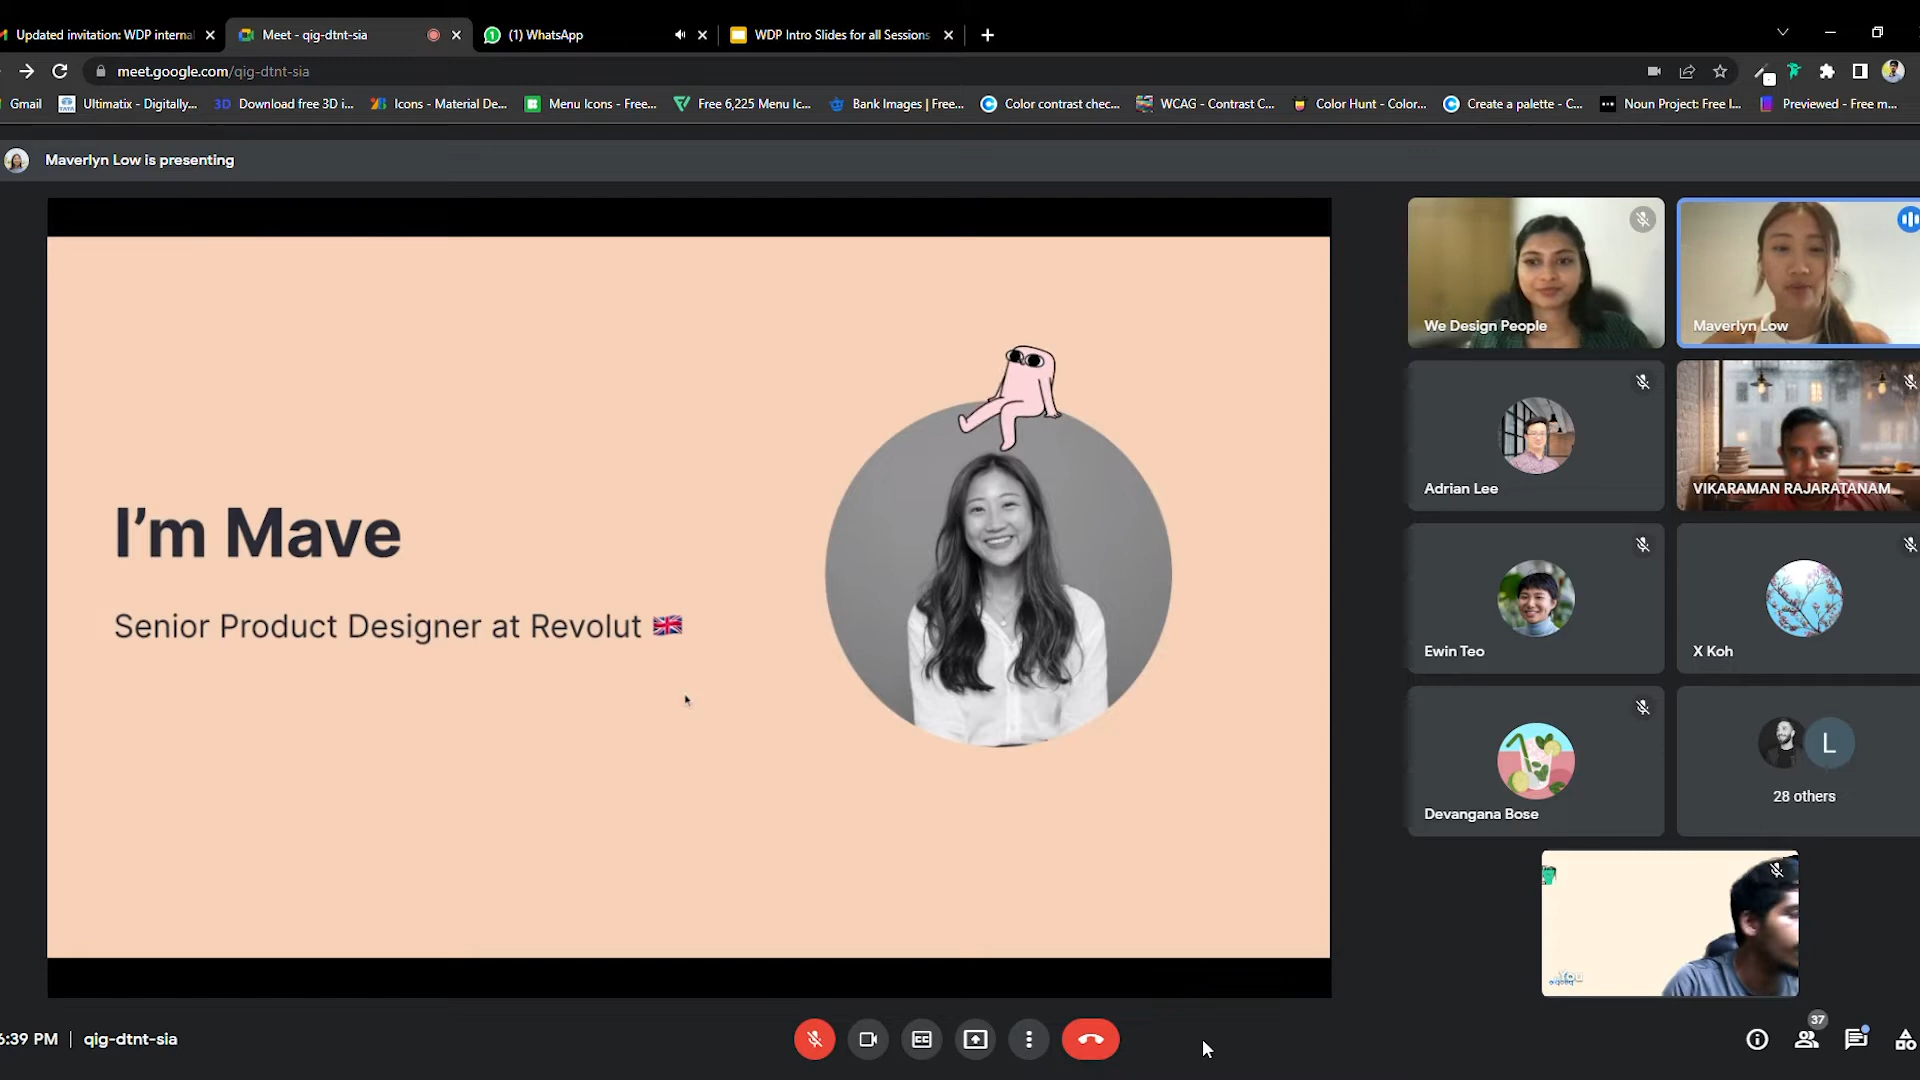 Updated invitation: WDP interna
Meet - qig-dtnt-sia
(1) WhatsApp
WDP Intro Slides for all Sessions
meet.google.com/qig-dtnt-sia
Gmail
Ultimatix - Digitally...
3D Download free 3D i...
Icons - Material De...
Menu Icons - Free...
Free 6,225 Menu Ic...
Bank Images | Free...
Color contrast chec...
WCAG - Contrast C...
Color Hunt - Color...
Create a palette - C...
Noun Project: Free I...
Previewed - Free m...
Maverlyn Low is presenting
I'm Mave
Senior Product Designer at Revolut
We Design People
Maverlyn Low
Adrian Lee
VIKARAMAN RAJARATANAM
Ewin Teo
X Koh
Devangana Bose
L
28 others
You
6:39 PM | qig-dtnt-sia
37